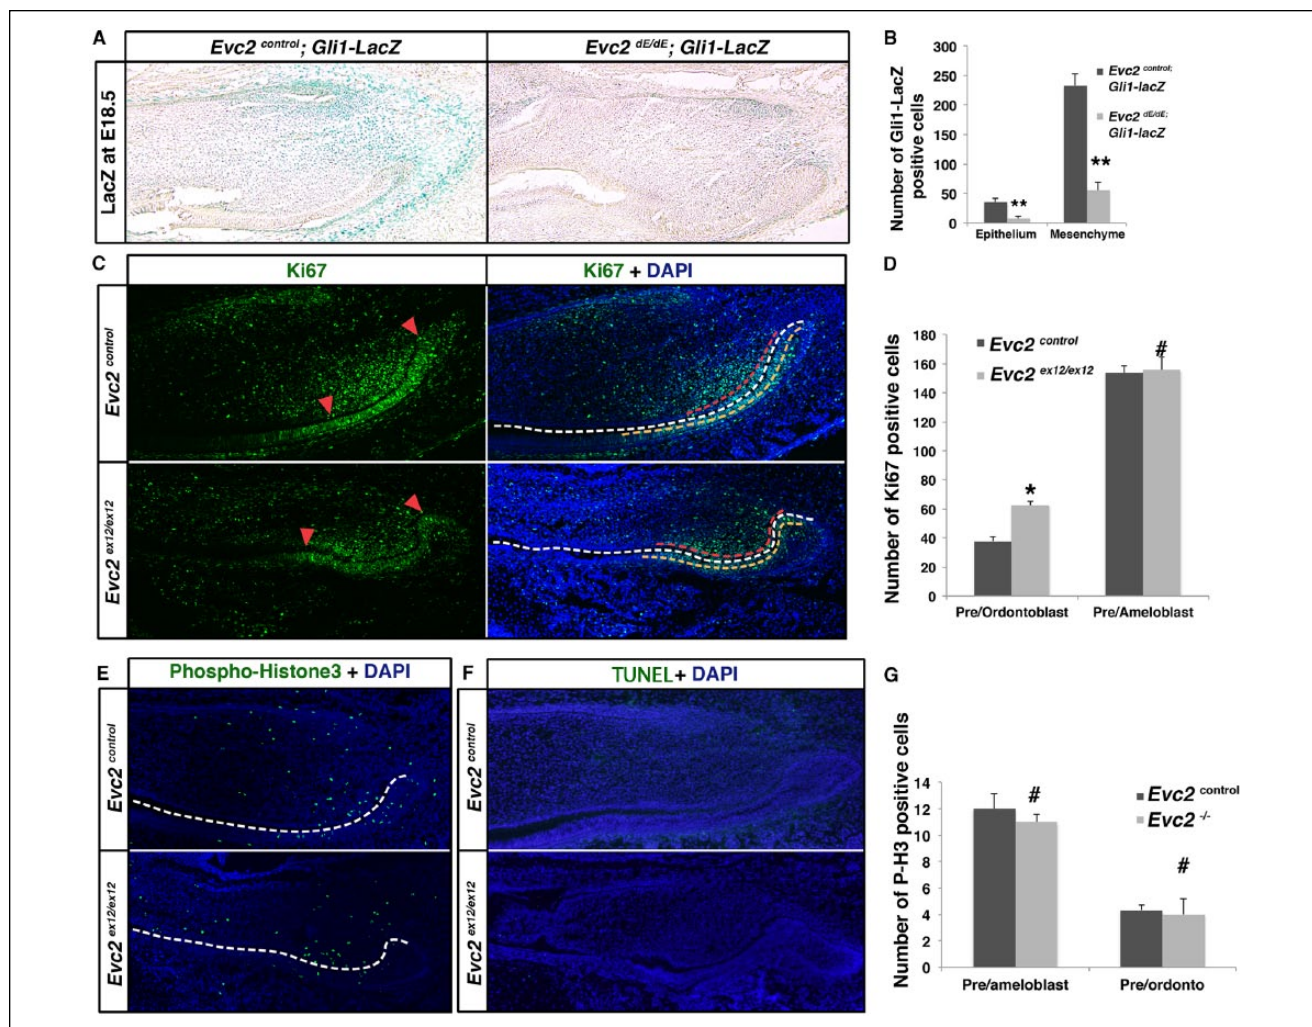 A
Evc2 control; Gli1-LacZ
Evc2 dE/dE; Gli1-LacZ
LacZ at E18.5
B
Number of Gli1-LacZ
positive cells
300
250
200
150
100
50
0
Evc2 control;
Gli1-lacZ
Evc2 dE/dE;
Gli1-lacZ
**
**
Epithelium
Mesenchyme
C
Ki67
Ki67 + DAPI
Evc2 control
Evc2 ex12/ex12
D
Number of Ki67 positive cells
180
160
140
120
100
80
60
40
20
0
Evc2 control
Evc2 ex12/ex12
*
#
Pre/Ordontoblast
Pre/Ameloblast
E
Phospho-Histone3 + DAPI
Evc2 control
Evc2 ex12/ex12
F
TUNEL+ DAPI
Evc2 control
Evc2 ex12/ex12
G
Number of P-H3 positive cells
14
12
10
8
6
4
2
0
Evc2 control
Evc2 -/-
#
#
Pre/ameloblast
Pre/ordonto